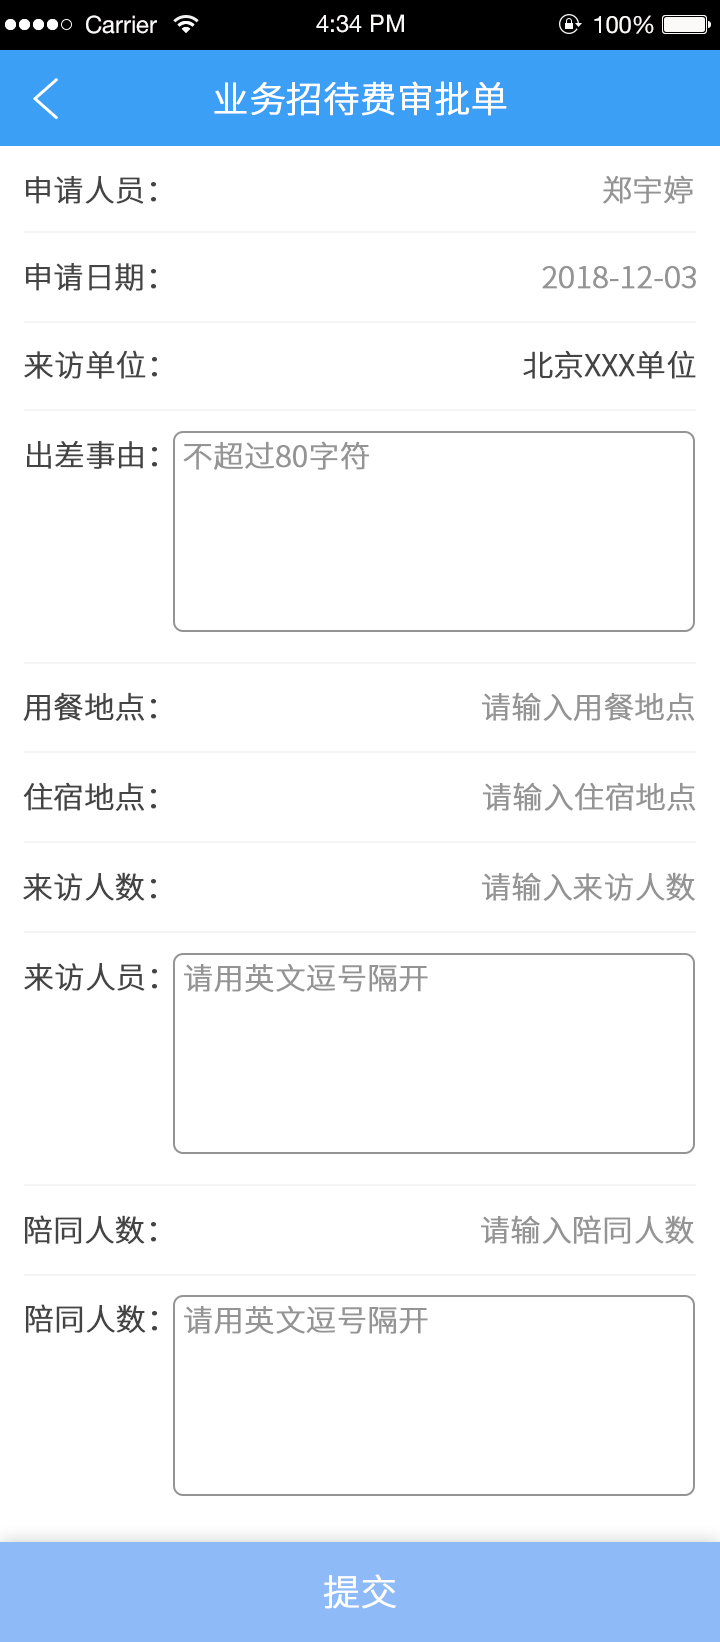 Carrier 4:34 PM 100%
业务招待费审批单
申请人员: 郑宇婷
申请日期: 2018-12-03
来访单位: 北京XXX单位
出差事由: 不超过80字符
用餐地点: 请输入用餐地点
住宿地点: 请输入住宿地点
来访人数: 请输入来访人数
来访人员: 请用英文逗号隔开
陪同人数: 请输入陪同人数
陪同人数: 请用英文逗号隔开
提交